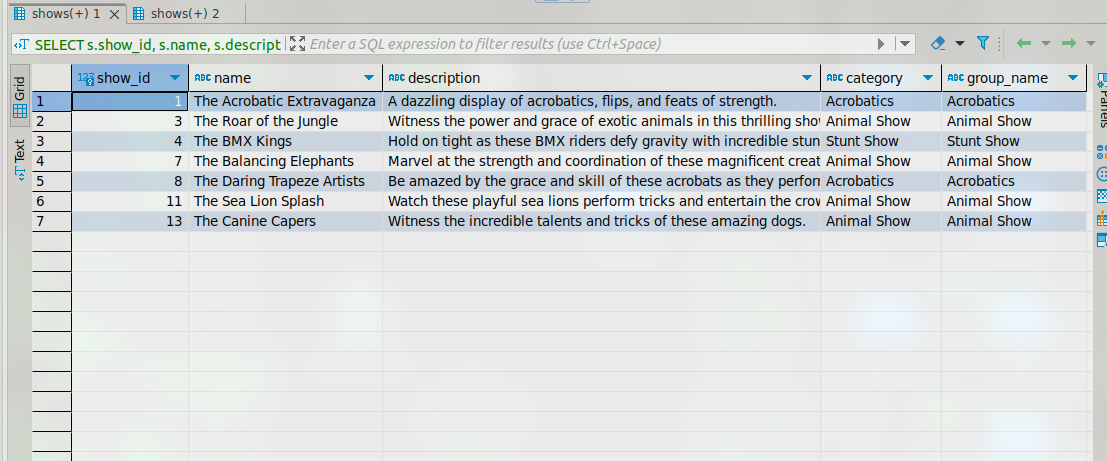 shows(+) 1 shows(+) 2
SELECT s.show_id, s.name, s.descript Enter a SQL expression to filter results (use Ctrl+Space)
Grid 123 show_id ABC name ABC description ABC category ABC group_name
1 1 The Acrobatic Extravaganza A dazzling display of acrobatics, flips, and feats of strength. Acrobatics Acrobatics
2 3 The Roar of the Jungle Witness the power and grace of exotic animals in this thrilling shov Animal Show Animal Show
3 4 The BMX Kings Hold on tight as these BMX riders defy gravity with incredible stun Stunt Show Stunt Show
Text 4 7 The Balancing Elephants Marvel at the strength and coordination of these magnificent creat Animal Show Animal Show
5 8 The Daring Trapeze Artists Be amazed by the grace and skill of these acrobats as they perforn Acrobatics Acrobatics
6 11 The Sea Lion Splash Watch these playful sea lions perform tricks and entertain the crov Animal Show Animal Show
7 13 The Canine Capers Witness the incredible talents and tricks of these amazing dogs. Animal Show Animal Show